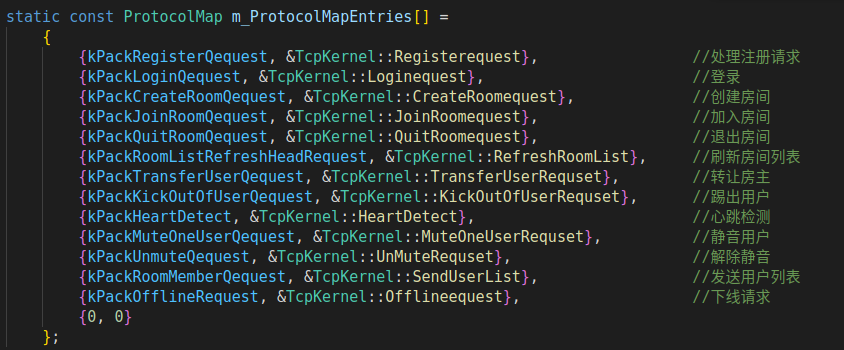 static const ProtocolMap m_ProtocolMapEntries[] =
{
{kPackRegisterQequest, &TcpKernel::Registerequest}, //处理注册请求
{kPackLoginQequest, &TcpKernel::Loginequest}, //登录
{kPackCreateRoomQequest, &TcpKernel::CreateRoomequest}, //创建房间
{kPackJoinRoomQequest, &TcpKernel::JoinRoomequest}, //加入房间
{kPackQuitRoomQequest, &TcpKernel::QuitRoomequest}, //退出房间
{kPackRoomListRefreshHeadRequest, &TcpKernel::RefreshRoomList}, //刷新房间列表
{kPackTransferUserQequest, &TcpKernel::TransferUserRequset}, //转让房主
{kPackKickOutOfUserQequest, &TcpKernel::KickOutOfUserRequset}, //踢出用户
{kPackHeartDetect, &TcpKernel::HeartDetect}, //心跳检测
{kPackMuteOneUserQequest, &TcpKernel::MuteOneUserRequset}, //静音用户
{kPackUnmuteQequest, &TcpKernel::UnMuteRequset}, //解除静音
{kPackRoomMemberQequest, &TcpKernel::SendUserList}, //发送用户列表
{kPackOfflineRequest, &TcpKernel::Offlineequest}, //下线请求
{0, 0}
};